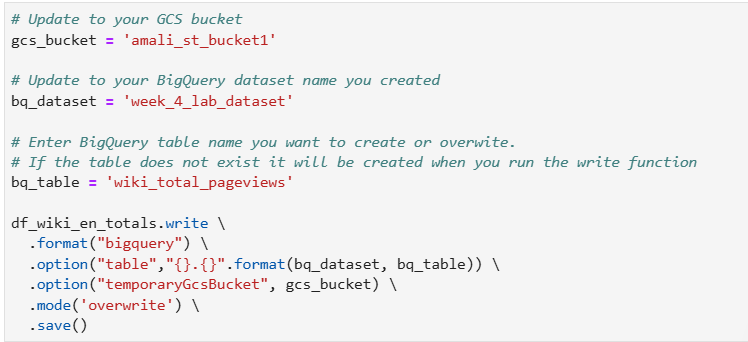 # Update to your GCS bucket
gcs_bucket = 'amali_st_bucket1'
# Update to your BigQuery dataset name you created
bq_dataset = 'week_4_lab_dataset'
# Enter BigQuery table name you want to create or overwite.
# If the table does not exist it will be created when you run the write function
bq_table = 'wiki_total_pageviews'
df_wiki_en_totals.write \
  .format("bigquery") \
  .option("table","{}.{}".format(bq_dataset, bq_table)) \
  .option("temporaryGcsBucket", gcs_bucket) \
  .mode('overwrite') \
  .save()